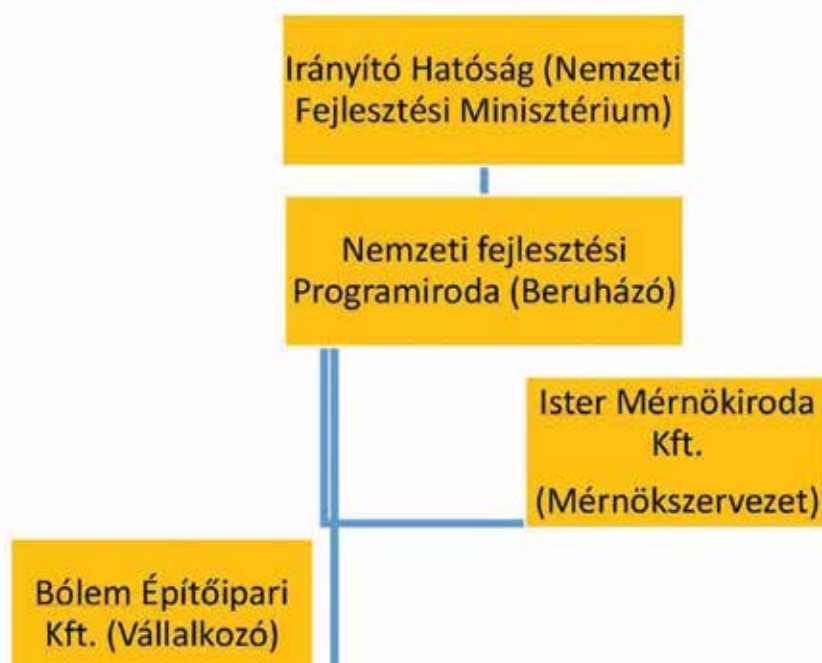 Irányító Hatóság (Nemzeti
Fejlesztési Minisztérium)
Nemzeti fejlesztési
Programiroda (Beruházó)
Ister Mérnökiroda
Kft.
(Mérnökszervezet)
Bólem Építőipari
Kft. (Vállalkozó)